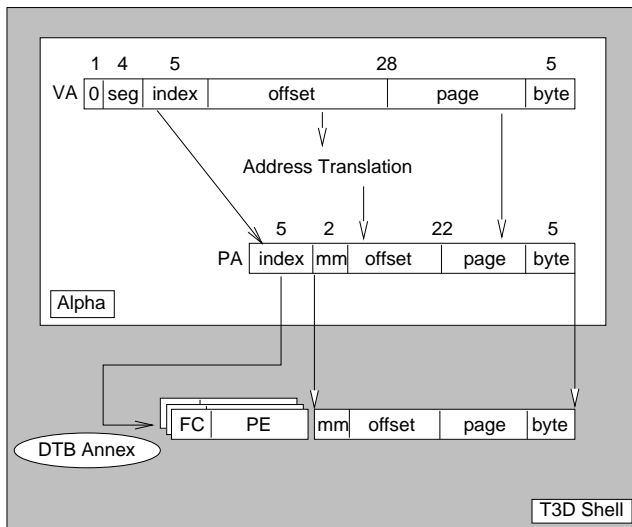 1 4 5 28 5
VA 0 seg index offset page byte
Address Translation
5 2 22 5
PA index mm offset page byte
Alpha
FC PE mm offset page byte
DTB Annex
T3D Shell